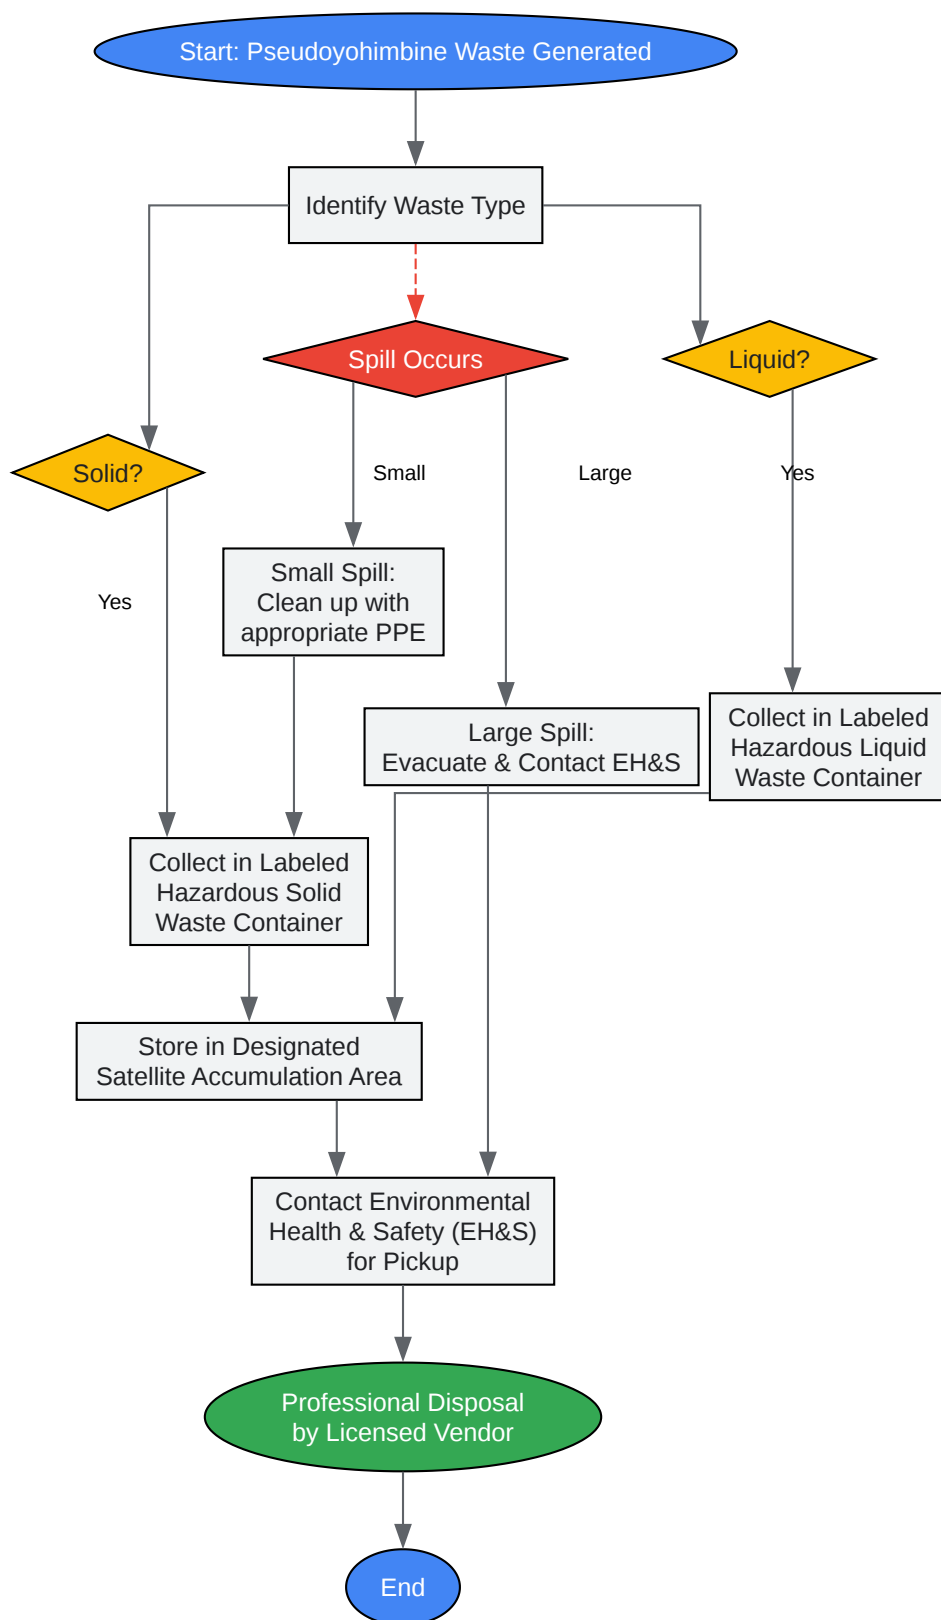 Start: Pseudoyohimbine Waste Generated
Identify Waste Type
Spill Occurs
Liquid?
Solid?
Small
Large
Yes
Small Spill:
Clean up with
appropriate PPE
Yes
Large Spill:
Evacuate & Contact EH&S
Collect in Labeled
Hazardous Liquid
Waste Container
Collect in Labeled
Hazardous Solid
Waste Container
Store in Designated
Satellite Accumulation Area
Contact Environmental
Health & Safety (EH&S)
for Pickup
Professional Disposal
by Licensed Vendor
End